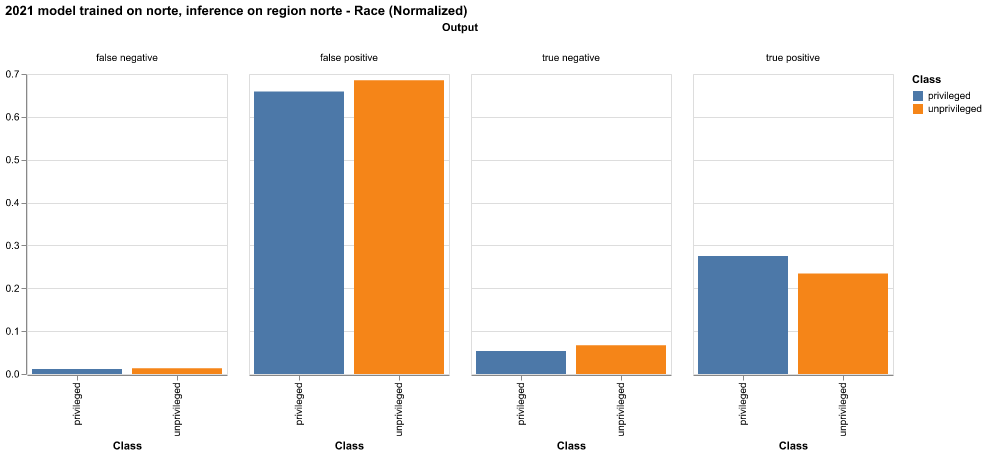 2021 model trained on norte, inference on region norte - Race (Normalized)
Output
false negative
false positive
true negative
true positive
0.7
0.6
0.5
0.4
0.3
0.2
0.1
0.0
privileged
unprivileged
privileged
unprivileged
privileged
unprivileged
privileged
unprivileged
Class
Class
Class
Class
Class
privileged
unprivileged